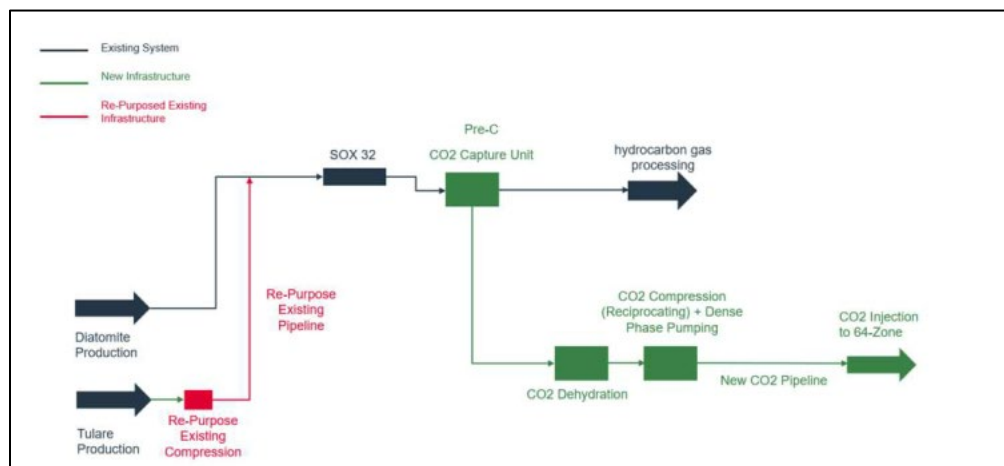 Existing System
New Infrastructure
Re-Purposed Existing
Infrastructure
Pre-C
CO2 Capture Unit
SOX 32
hydrocarbon gas
processing
Re-Purpose
Existing
Pipeline
Diatomite
Production
CO2 Compression
(Reciprocating) + Dense
Phase Pumping
CO2 Injection
to 64-Zone
CO2 Dehydration
New CO2 Pipeline
Tulare
Production
Re-Purpose
Existing
Compression